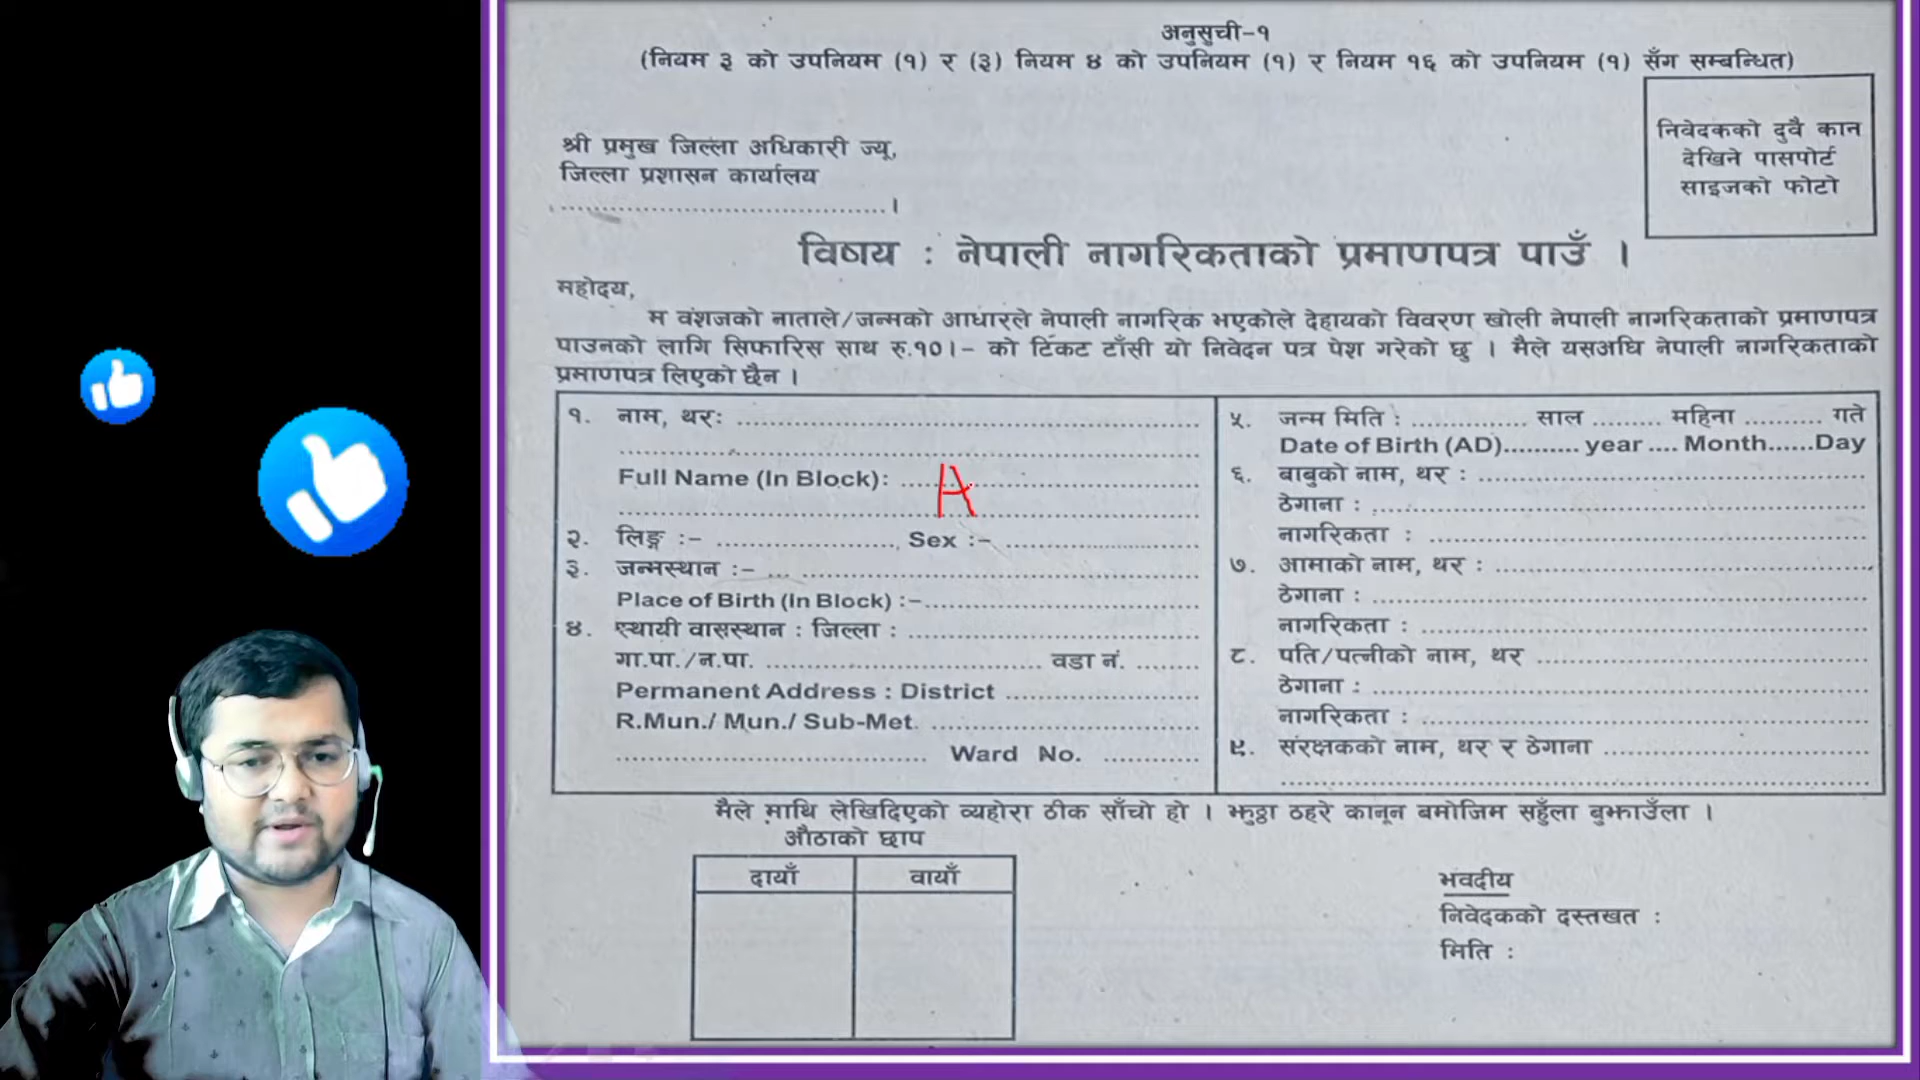 अनुसुची-१
(नियम ३ को उपनियम (१) र (३) नियम ४ को उपनियम (१) र नियम १६ को उपनियम (१) सँग सम्बन्धित)
निवेदकको दुवै कान
देखिने पासपोर्ट
साइजको फोटो
श्री प्रमुख जिल्ला अधिकारी ज्यू,
जिल्ला प्रशासन कार्यालय
.......................................।
विषय : नेपाली नागरिकताको प्रमाणपत्र पाउँ ।
महोदय,
म वंशजको नाताले/जन्मको आधारले नेपाली नागरिक भएकोले देहायको विवरण खोली नेपाली नागरिकताको प्रमाणपत्र
पाउनको लागि सिफारिस साथ रु.१०।- को टिकट टाँसी यो निवेदन पत्र पेश गरेको छु । मैले यसअघि नेपाली नागरिकताको
प्रमाणपत्र लिएको छैन ।
१. नाम, थरः ..............................
Full Name (In Block): .... A ....
२. लिङ्ग :- ...................., Sex :- ....................
३. जन्मस्थान :- ..............................
Place of Birth (In Block) :-..............................
४. स्थायी वासस्थान : जिल्ला : ..............................
गा.पा./न.पा. .............................. वडा नं. ........
Permanent Address : District ....................
R.Mun./ Mun./ Sub-Met. ..............................
.............................. Ward No. ..........
५. जन्म मिति : ............... साल ......... महिना .......... गते
Date of Birth (AD).......... year .... Month......Day
६. बाबुको नाम, थर : ..............................
ठेगाना : ..............................
नागरिकता : ..............................
७. आमाको नाम, थर : ..............................
ठेगाना : ..............................
नागरिकता : ..............................
८. पति/पत्नीको नाम, थर ..............................
ठेगाना : ..............................
नागरिकता : ..............................
९. संरक्षकको नाम, थर र ठेगाना ..............................
मैले माथि लेखिदिएको व्यहोरा ठीक साँचो हो । झुठ्ठा ठहरे कानून बमोजिम सहुँला बुझाउँला ।
औठाको छाप
दायाँ
वायाँ
भवदीय
निवेदकको दस्तखत :
मिति :